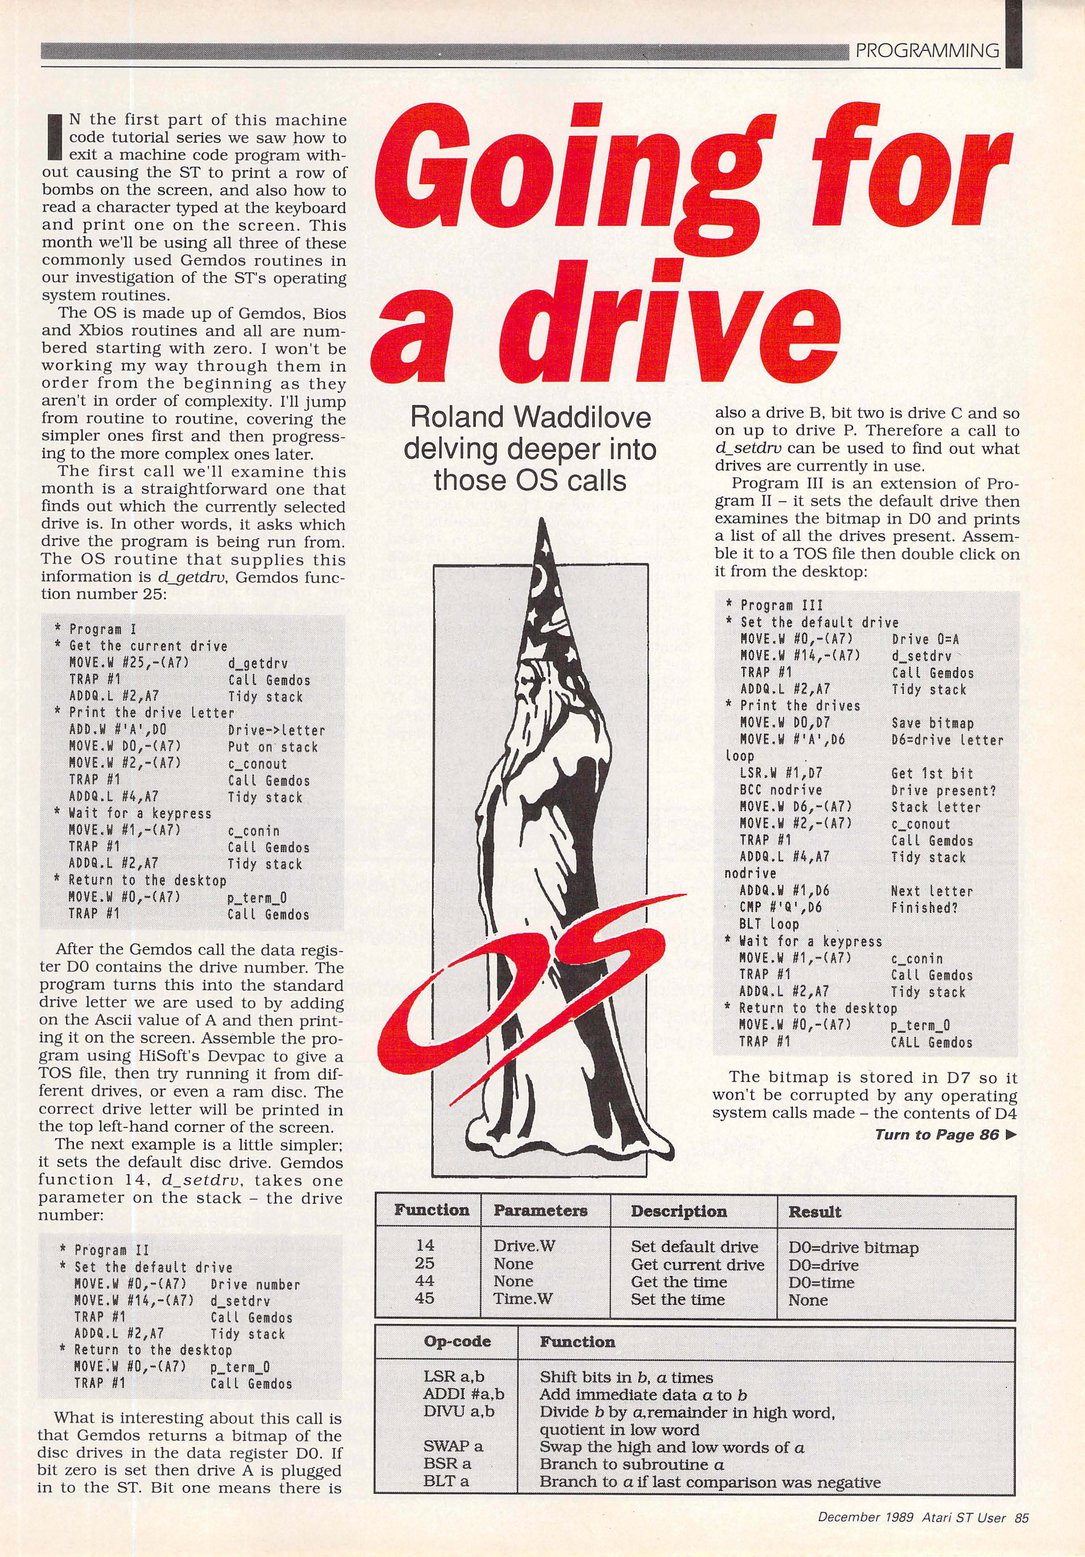 PROGRAMMING
Going for
a drive
Roland Waddilove
delving deeper into
those OS calls
IN the first part of this machine
code tutorial series we saw how to
exit a machine code program with-
out causing the ST to print a row of
bombs on the screen, and also how to
read a character typed at the keyboard
and print one on the screen. This
month we'll be using all three of these
commonly used Gemdos routines in
our investigation of the ST's operating
system routines.
The OS is made up of Gemdos, Bios
and Xbios routines and all are num-
bered starting with zero. I won't be
working my way through them in
order from the beginning as they
aren't in order of complexity. I'll jump
from routine to routine, covering the
simpler ones first and then progress-
ing to the more complex ones later.
The first call we'll examine this
month is a straightforward one that
finds out which the currently selected
drive is. In other words, it asks which
drive the program is being run from.
The OS routine that supplies this
information is d_getdrv, Gemdos func-
tion number 25:
* Program I
* Get the current drive
MOVE.W #25,-(A7) d_getdrv
TRAP #1 Call Gemdos
ADDQ.L #2,A7 Tidy stack
* Print the drive letter
ADD.W #'A',D0 Drive->letter
MOVE.W D0,-(A7) Put on stack
MOVE.W #2,-(A7) c_conout
TRAP #1 Call Gemdos
ADDQ.L #4,A7 Tidy stack
* Wait for a keypress
MOVE.W #1,-(A7) c_conin
TRAP #1 Call Gemdos
ADDQ.L #2,A7 Tidy stack
* Return to the desktop
MOVE.W #0,-(A7) p_term_0
TRAP #1 Call Gemdos
After the Gemdos call the data regis-
ter D0 contains the drive number. The
program turns this into the standard
drive letter we are used to by adding
on the Ascii value of A and then print-
ing it on the screen. Assemble the pro-
gram using HiSoft's Devpac to give a
TOS file, then try running it from dif-
ferent drives, or even a ram disc. The
correct drive letter will be printed in
the top left-hand corner of the screen.
The next example is a little simpler;
it sets the default disc drive. Gemdos
function 14, d_setdrv, takes one
parameter on the stack – the drive
number:
* Program II
* Set the default drive
MOVE.W #0,-(A7) Drive number
MOVE.W #14,-(A7) d_setdrv
TRAP #1 Call Gemdos
ADDQ.L #2,A7 Tidy stack
* Return to the desktop
MOVE.W #0,-(A7) p_term_0
TRAP #1 Call Gemdos
What is interesting about this call is
that Gemdos returns a bitmap of the
disc drives in the data register D0. If
bit zero is set then drive A is plugged
in to the ST. Bit one means there is
OS
also a drive B, bit two is drive C and so
on up to drive P. Therefore a call to
d_setdrv can be used to find out what
drives are currently in use.
Program III is an extension of Pro-
gram II – it sets the default drive then
examines the bitmap in D0 and prints
a list of all the drives present. Assem-
ble it to a TOS file then double click on
it from the desktop:
* Program III
* Set the default drive
MOVE.W #0,-(A7) Drive 0=A
MOVE.W #14,-(A7) d_setdrv
TRAP #1 Call Gemdos
ADDQ.L #2,A7 Tidy stack
* Print the drives
MOVE.W D0,D7 Save bitmap
MOVE.W #'A',D6 D6=drive letter
loop
LSR.W #1,D7 Get 1st bit
BCC nodrive Drive present?
MOVE.W D6,-(A7) Stack letter
MOVE.W #2,-(A7) c_conout
TRAP #1 Call Gemdos
ADDQ.L #4,A7 Tidy stack
nodrive
ADDQ.W #1,D6 Next letter
CMP #'Q',D6 Finished?
BLT loop
* Wait for a keypress
MOVE.W #1,-(A7) c_conin
TRAP #1 Call Gemdos
ADDQ.L #2,A7 Tidy stack
* Return to the desktop
MOVE.W #0,-(A7) p_term_0
TRAP #1 CALL Gemdos
The bitmap is stored in D7 so it
won't be corrupted by any operating
system calls made – the contents of D4
Turn to Page 86 ▶
Function Parameters Description Result
14 Drive.W Set default drive D0=drive bitmap
25 None Get current drive D0=drive
44 None Get the time D0=time
45 Time.W Set the time None
Op-code Function
LSR a,b Shift bits in b, a times
ADDI #a,b Add immediate data a to b
DIVU a,b Divide b by a,remainder in high word,
quotient in low word
SWAP a Swap the high and low words of a
BSR a Branch to subroutine a
BLT a Branch to a if last comparison was negative
December 1989 Atari ST User 85